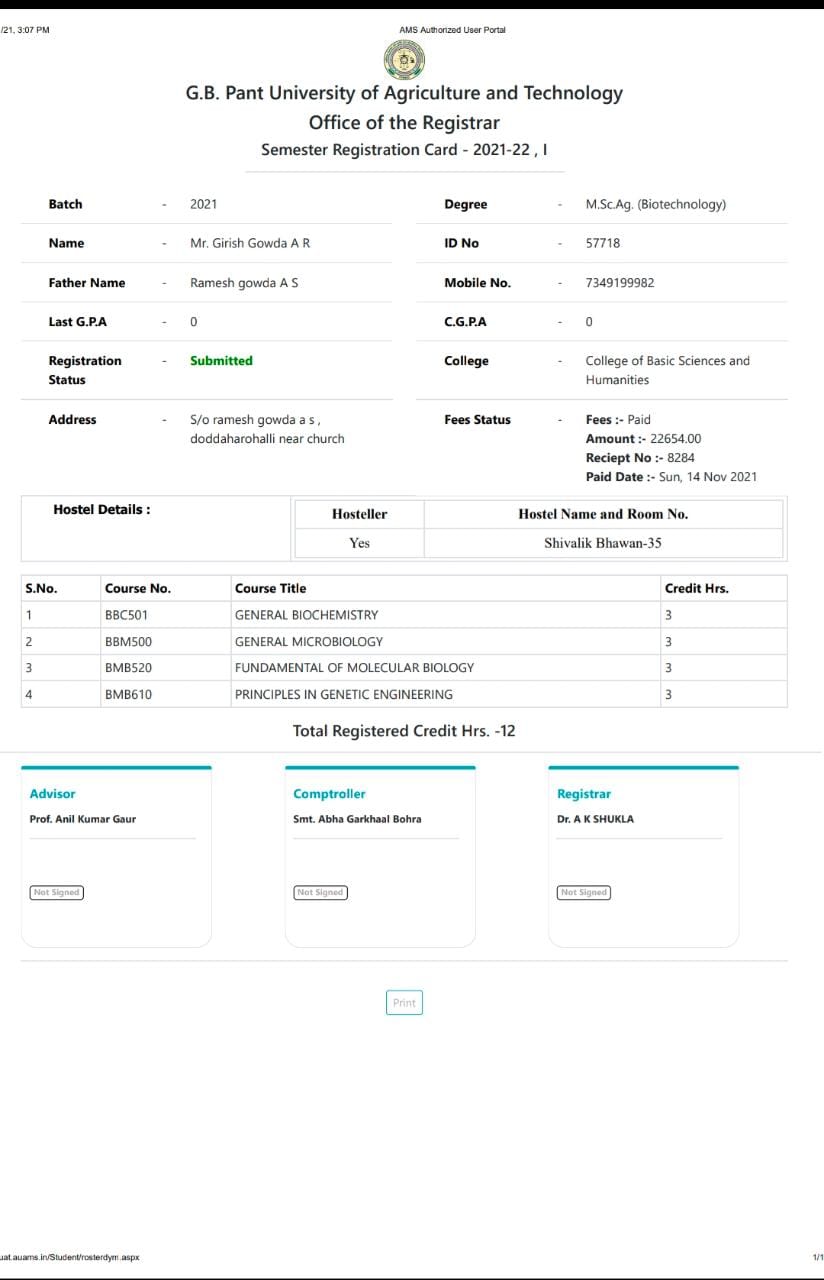 /21, 3:07 PM AMS Authorized User Portal
G.B. Pant University of Agriculture and Technology
Office of the Registrar
Semester Registration Card - 2021-22 , I
Batch - 2021 Degree - M.Sc.Ag. (Biotechnology)
Name - Mr. Girish Gowda A R ID No - 57718
Father Name - Ramesh gowda A S Mobile No. - 7349199982
Last G.P.A - 0 C.G.P.A - 0
Registration Status - Submitted College - College of Basic Sciences and
Humanities
Address - S/o ramesh gowda a s , Fees Status - Fees :- Paid
doddaharohalli near church Amount :- 22654.00
Reciept No :- 8284
Paid Date :- Sun, 14 Nov 2021
Hostel Details : Hosteller Hostel Name and Room No.
Yes Shivalik Bhawan-35
S.No. Course No. Course Title Credit Hrs.
1 BBC501 GENERAL BIOCHEMISTRY 3
2 BBM500 GENERAL MICROBIOLOGY 3
3 BMB520 FUNDAMENTAL OF MOLECULAR BIOLOGY 3
4 BMB610 PRINCIPLES IN GENETIC ENGINEERING 3
Total Registered Credit Hrs. -12
Advisor Comptroller Registrar
Prof. Anil Kumar Gaur Smt. Abha Garkhaal Bohra Dr. A K SHUKLA
Not Signed Not Signed Not Signed
Print
uat.auams.in/Student/rosterdym.aspx 1/1